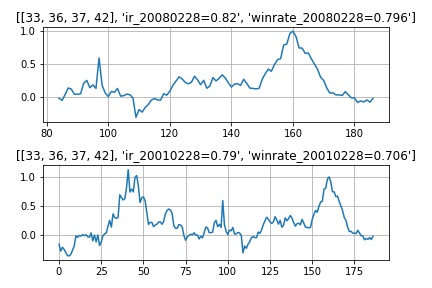 [[33, 36, 37, 42], 'ir_20080228=0.82', 'winrate_20080228=0.796']
1.0
0.5
0.0
80 100 120 140 160 180
[[33, 36, 37, 42], 'ir_20010228=0.79', 'winrate_20010228=0.706']
1.0
0.5
0.0
0 25 50 75 100 125 150 175